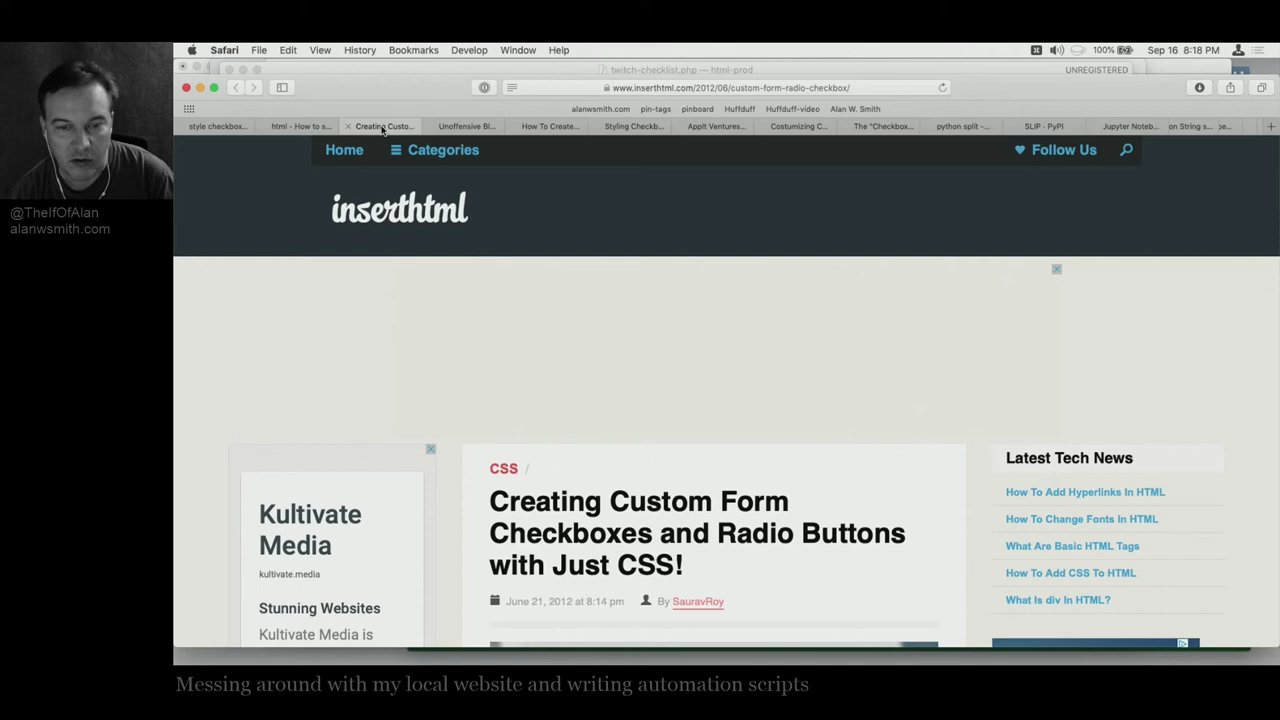 Safari File Edit View History Bookmarks Develop Window Help
100% Sep 16 8:18 PM
twitch-checklist.php — html-prod
UNREGISTERED
www.inserthtml.com/2012/06/custom-form-radio-checkbox/
alanwsmith.com pin-tags pinboard Huffduff Huffduff-video Alan W. Smith
style checkbox... html - How to s... Creating Custo... Unoffensive Bl... How To Create... Styling Checkb... AppIt Ventures... Costumizing C... The "Checkbox... python split -... SLIP · PyPI Jupyter Noteb... on String s... pe...
Home Categories Follow Us
inserthtml
@TheIfOfAlan
alanwsmith.com
Kultivate
Media
kultivate.media
Stunning Websites
Kultivate Media is
CSS /
Creating Custom Form
Checkboxes and Radio Buttons
with Just CSS!
June 21, 2012 at 8:14 pm By SauravRoy
Latest Tech News
How To Add Hyperlinks In HTML
How To Change Fonts In HTML
What Are Basic HTML Tags
How To Add CSS To HTML
What Is div In HTML?
Messing around with my local website and writing automation scripts